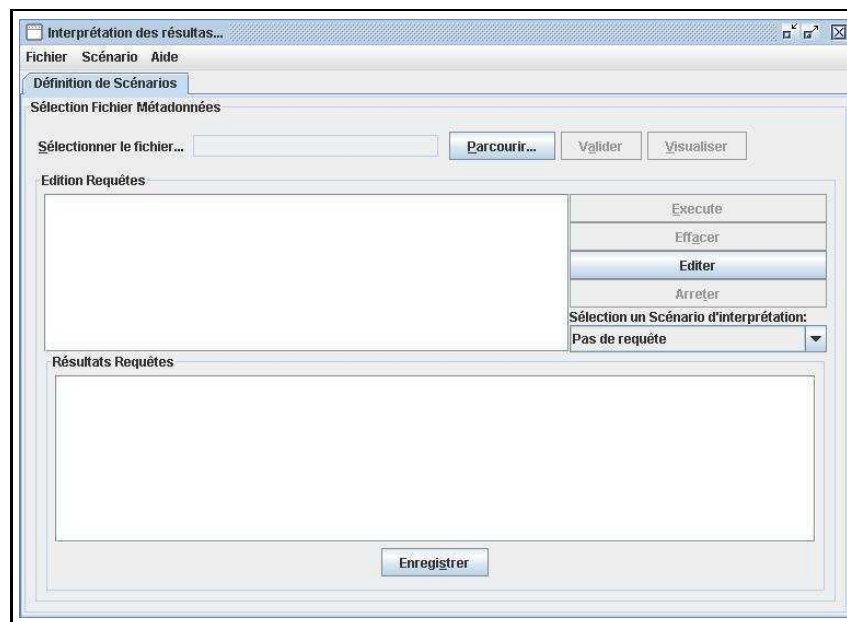 Interprétation des résultas...
Fichier Scénario Aide
Définition de Scénarios
Sélection Fichier Métadonnées
Sélectionner le fichier... Parcourir... Valider Visualiser
Edition Requêtes
Execute
Effacer
Editer
Arreter
Sélection un Scénario d'interprétation:
Pas de requête
Résultats Requêtes
Enregistrer